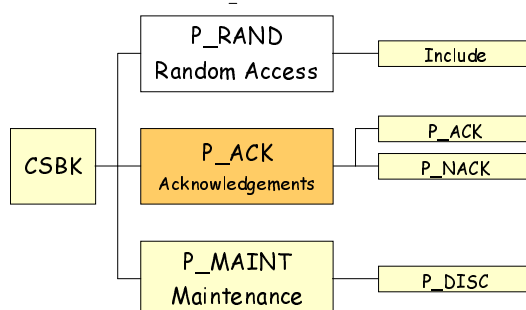 P_RAND
Random Access
Include
CSBK
P_ACK
Acknowledgements
P_ACK
P_NACK
P_MAINT
Maintenance
P_DISC